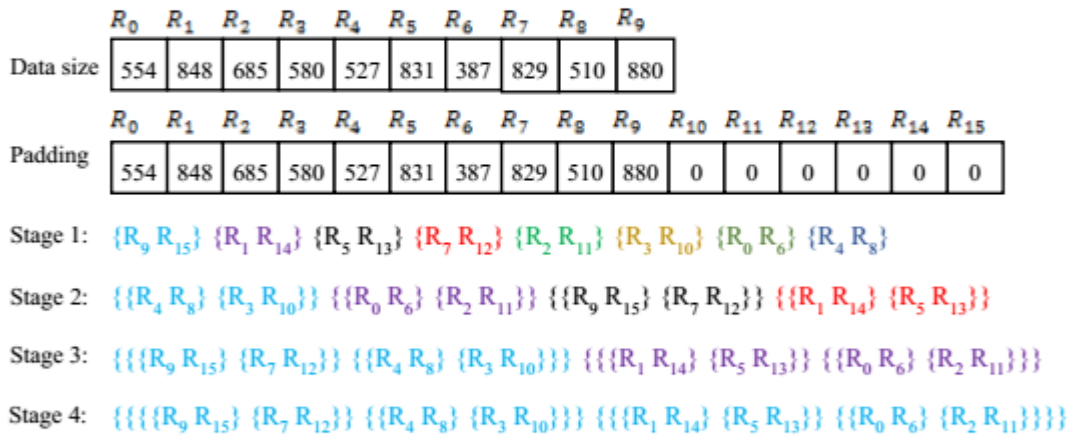 R₀ R₁ R₂ R₃ R₄ R₅ R₆ R₇ R₈ R₉
Data size 554 848 685 580 527 831 387 829 510 880
R₀ R₁ R₂ R₃ R₄ R₅ R₆ R₇ R₈ R₉ R₁₀ R₁₁ R₁₂ R₁₃ R₁₄ R₁₅
Padding 554 848 685 580 527 831 387 829 510 880 0 0 0 0 0 0
Stage 1: {R₉ R₁₅} {R₁ R₁₄} {R₅ R₁₃} {R₇ R₁₂} {R₂ R₁₁} {R₃ R₁₀} {R₀ R₆} {R₄ R₈}
Stage 2: {{R₄ R₈} {R₃ R₁₀}} {{R₀ R₆} {R₂ R₁₁}} {{R₉ R₁₅} {R₇ R₁₂}} {{R₁ R₁₄} {R₅ R₁₃}}
Stage 3: {{{R₉ R₁₅} {R₇ R₁₂}} {{R₄ R₈} {R₃ R₁₀}}} {{{R₁ R₁₄} {R₅ R₁₃}} {{R₀ R₆} {R₂ R₁₁}}}
Stage 4: {{{{R₉ R₁₅} {R₇ R₁₂}} {{R₄ R₈} {R₃ R₁₀}}} {{{R₁ R₁₄} {R₅ R₁₃}} {{R₀ R₆} {R₂ R₁₁}}}}